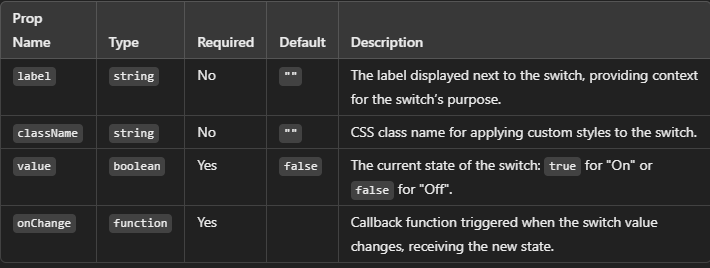 Prop
Name Type Required Default Description
label string No "" The label displayed next to the switch, providing context
for the switch's purpose.
className string No "" CSS class name for applying custom styles to the switch.
value boolean Yes false The current state of the switch: true for "On" or
false for "Off".
onChange function Yes Callback function triggered when the switch value
changes, receiving the new state.